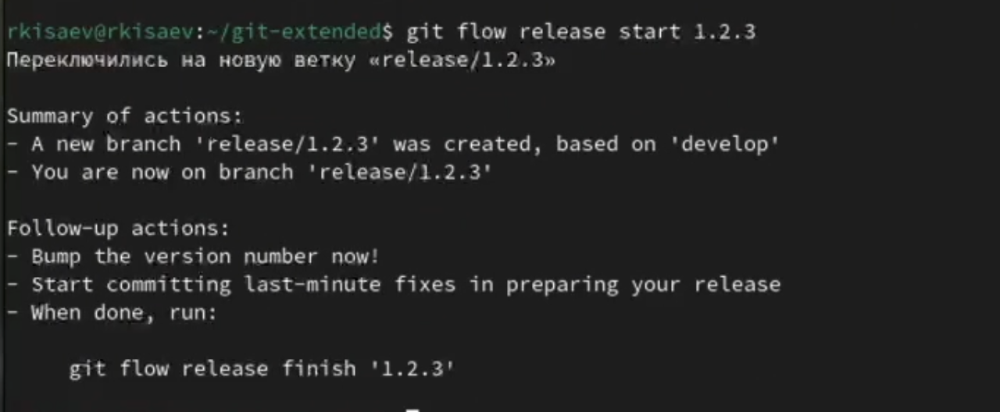 rkisaev@rkisaev:~/git-extended$ git flow release start 1.2.3
Переключились на новую ветку «release/1.2.3»
Summary of actions:
- A new branch 'release/1.2.3' was created, based on 'develop'
- You are now on branch 'release/1.2.3'
Follow-up actions:
- Bump the version number now!
- Start committing last-minute fixes in preparing your release
- When done, run:
git flow release finish '1.2.3'